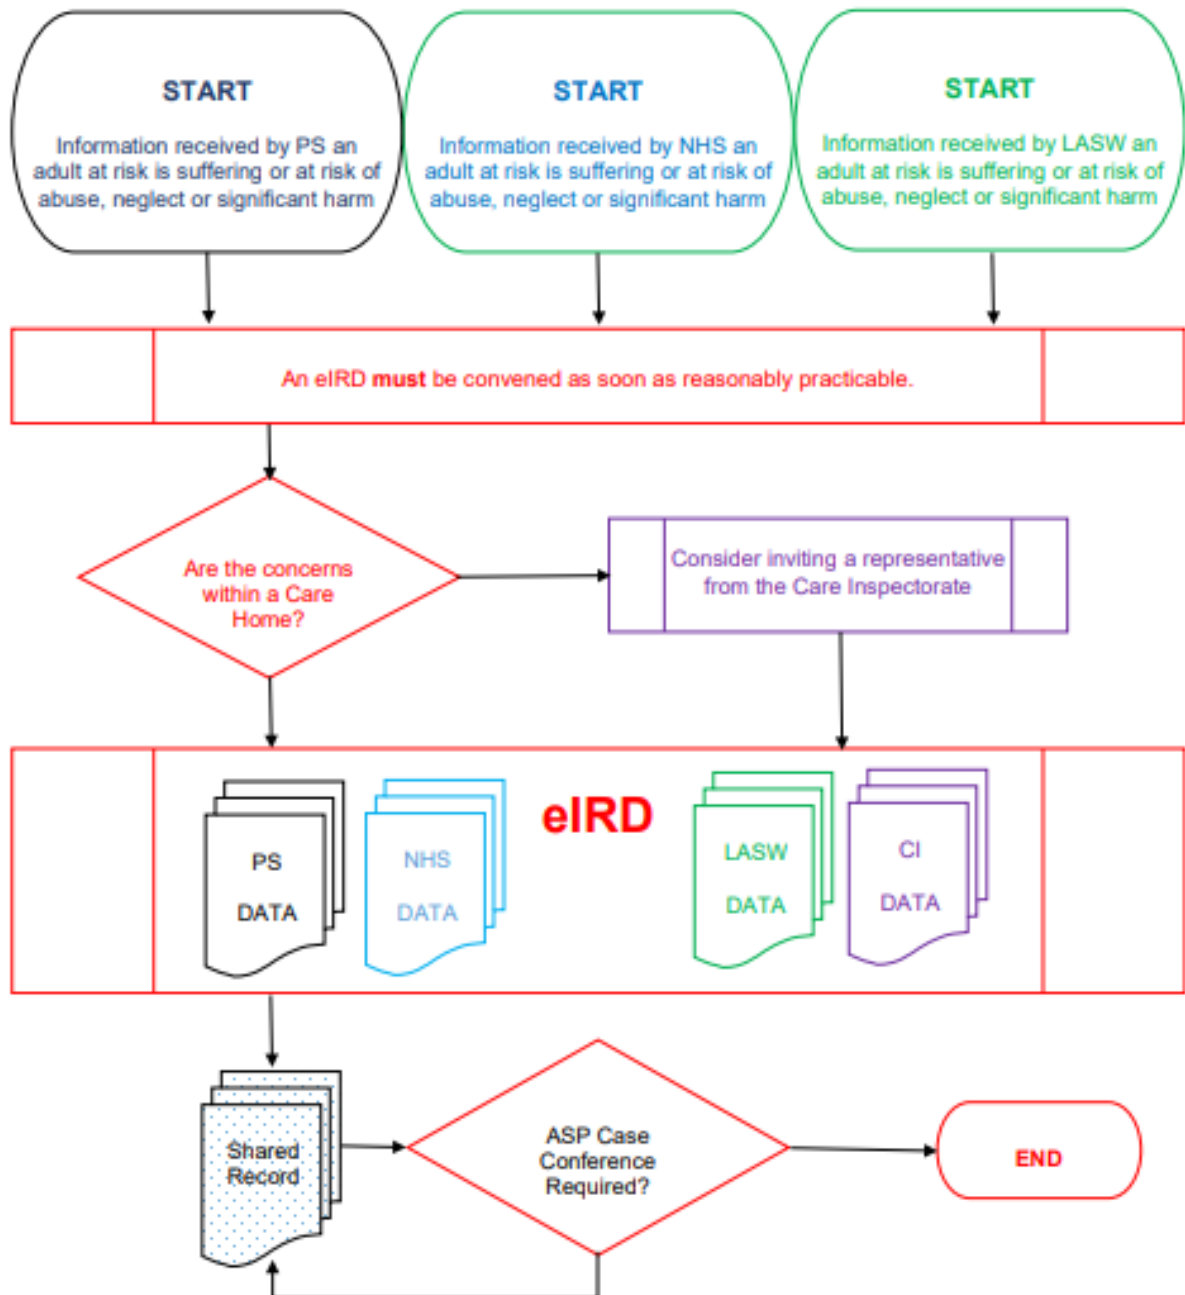 START
Information received by PS an
adult at risk is suffering or at risk of
abuse, neglect or significant harm
START
Information received by NHS an
adult at risk is suffering or at risk of
abuse, neglect or significant harm
START
Information received by LASW an
adult at risk is suffering or at risk of
abuse, neglect or significant harm
An eIRD must be convened as soon as reasonably practicable.
Are the concerns
within a Care
Home?
Consider inviting a representative
from the Care Inspectorate
eIRD
PS
DATA
NHS
DATA
LASW
DATA
CI
DATA
Shared
Record
ASP Case
Conference
Required?
END